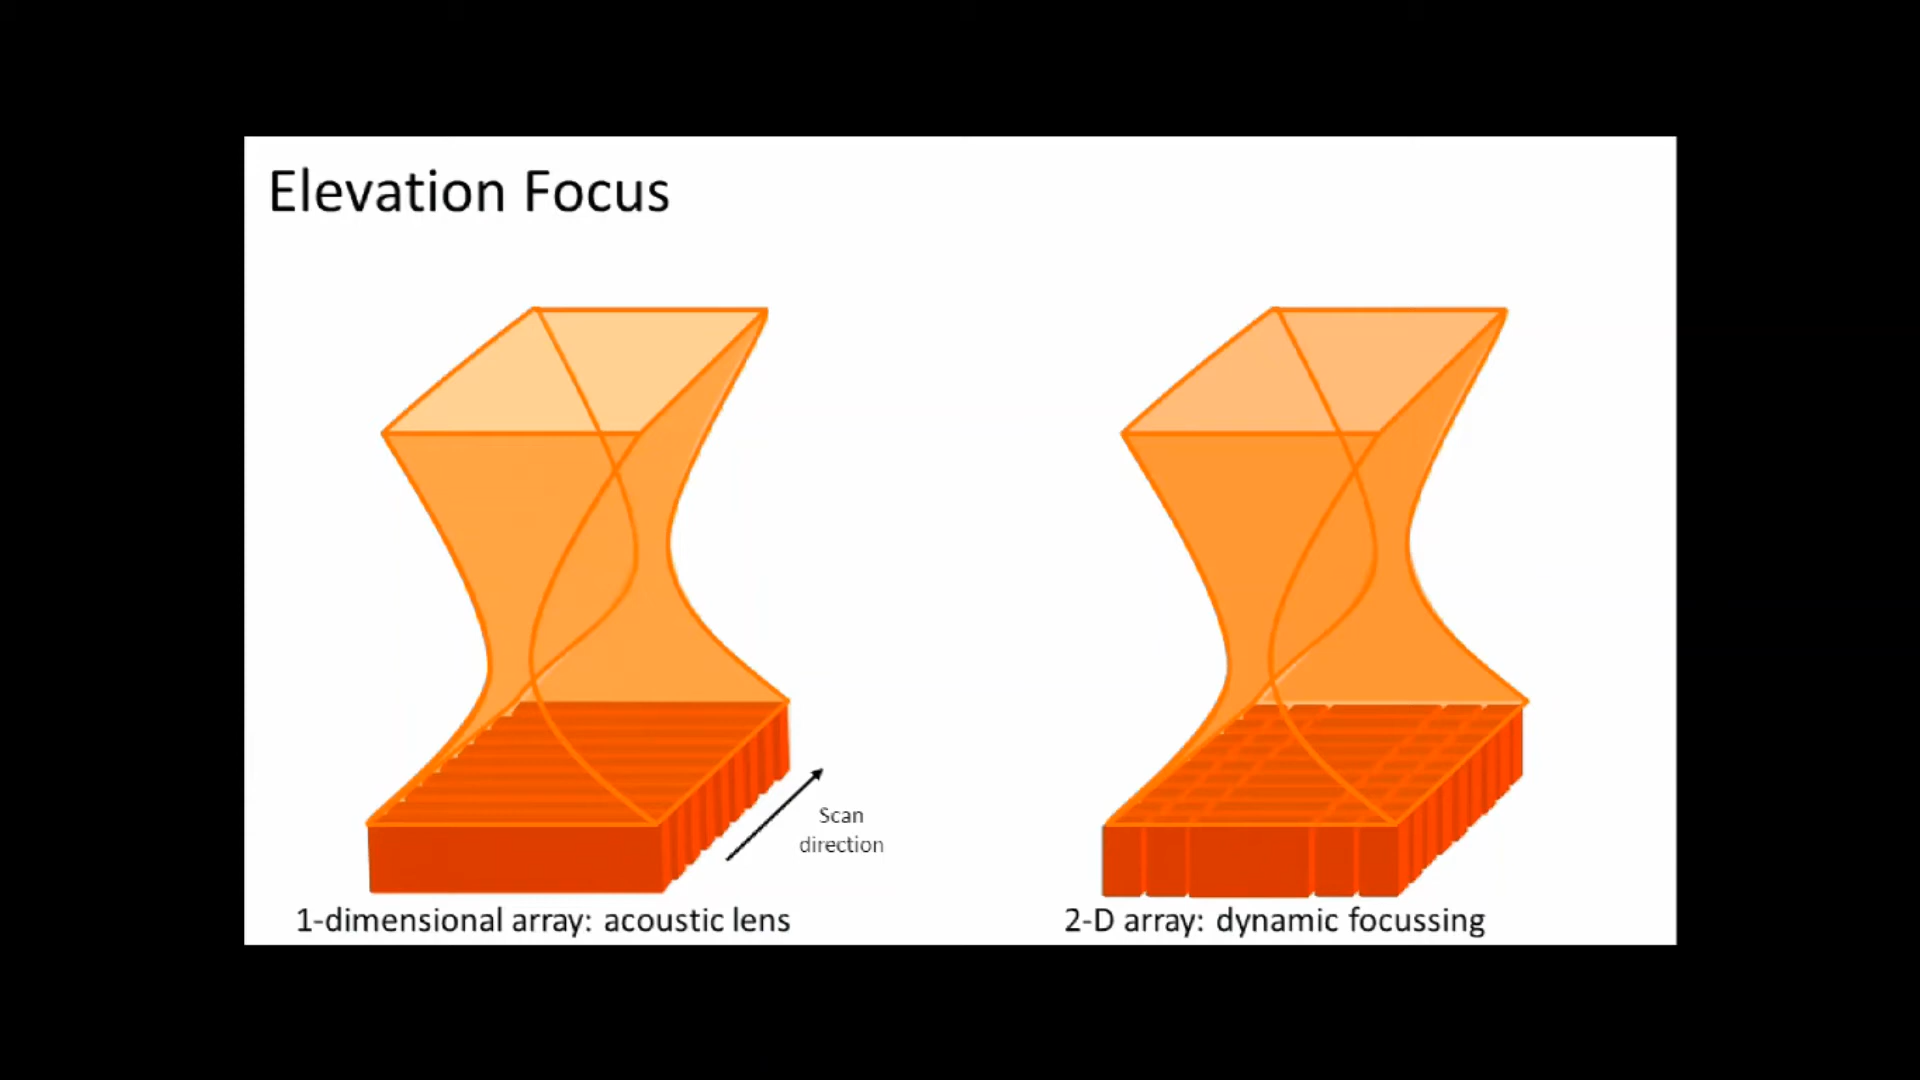 Elevation Focus
Scan
direction
1-dimensional array: acoustic lens
2-D array: dynamic focussing